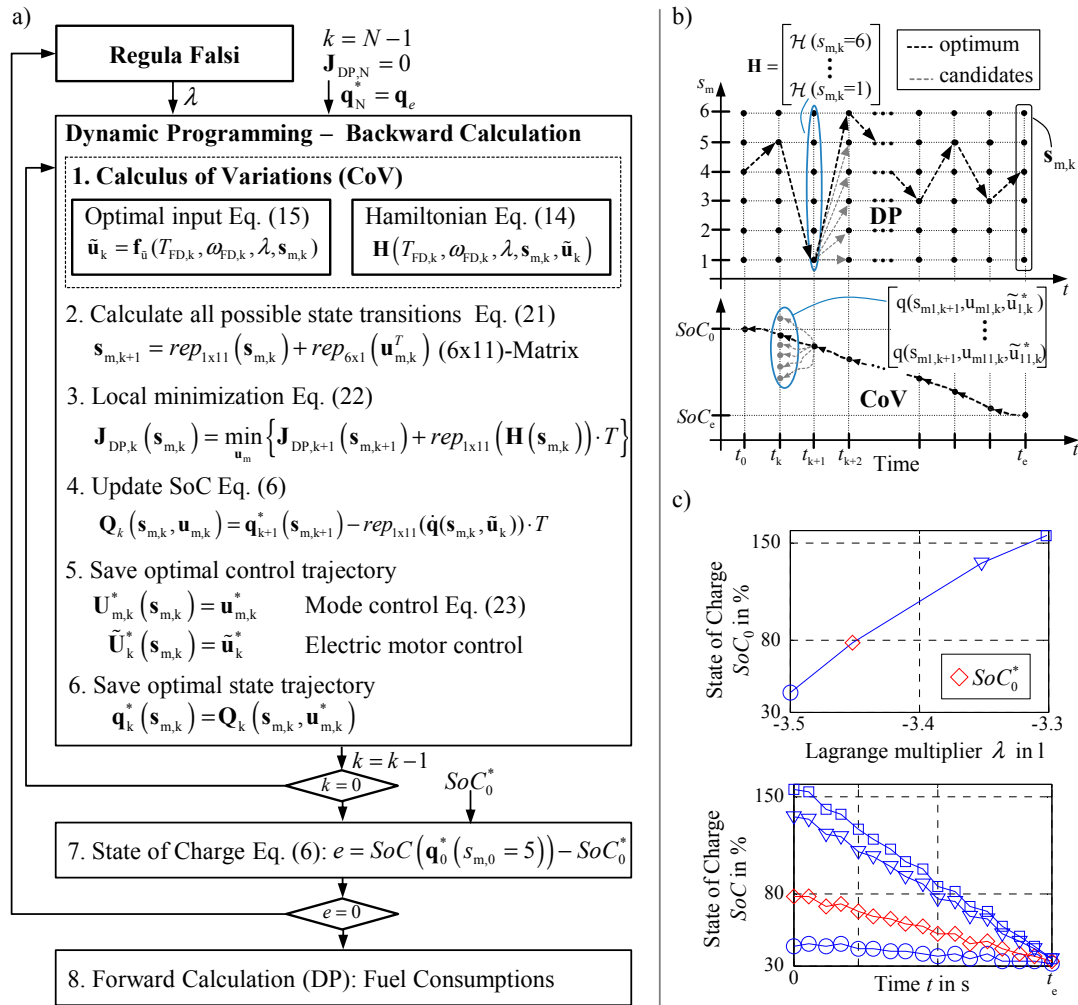 a)
Regula Falsi
k = N-1
J_DP,N = 0
q*_N = q_e
λ
Dynamic Programming – Backward Calculation
1. Calculus of Variations (CoV)
Optimal input Eq. (15)
ũ_k = f_ū (T_FD,k, ω_FD,k, λ, s_m,k)
Hamiltonian Eq. (14)
H(T_FD,k, ω_FD,k, λ, s_m,k, ũ_k)
2. Calculate all possible state transitions Eq. (21)
s_m,k+1 = rep_1x11(s_m,k) + rep_6x1(u^T_m,k) (6x11)-Matrix
3. Local minimization Eq. (22)
J_DP,k(s_m,k) = min_{u_m} {J_DP,k+1(s_m,k+1) + rep_1x11(H(s_m,k))·T}
4. Update SoC Eq. (6)
Q_k(s_m,k, u_m,k) = q*_k+1(s_m,k+1) − rep_1x11(q̇(s_m,k, ũ_k))·T
5. Save optimal control trajectory
U*_m,k(s_m,k) = u*_m,k Mode control Eq. (23)
Ũ*_k(s_m,k) = ũ*_k Electric motor control
6. Save optimal state trajectory
q*_k(s_m,k) = Q_k(s_m,k, u*_m,k)
k = k-1
k = 0
SoC*_0
7. State of Charge Eq. (6): e = SoC(q*_0(s_m,0 = 5)) − SoC*_0
e = 0
8. Forward Calculation (DP): Fuel Consumptions
b)
H =
ℋ(s_m,k=6)
⋮
ℋ(s_m,k=1)
optimum
candidates
s_m
6
5
4
3
2
1
DP
s_m,k
t
SoC_0
SoC_e
q(s_m1,k+1, u_m1,k, ũ*_1,k)
⋮
q(s_m1,k+1, u_m11,k, ũ*_11,k)
CoV
t_0
t_k
t_k+1
t_k+2
Time
t_e
t
c)
State of Charge
SoC_0 in %
150
80
30
SoC*_0
-3.5
-3.4
-3.3
Lagrange multiplier λ in l
State of Charge
SoC in %
150
80
30
0
t_e
Time t in s